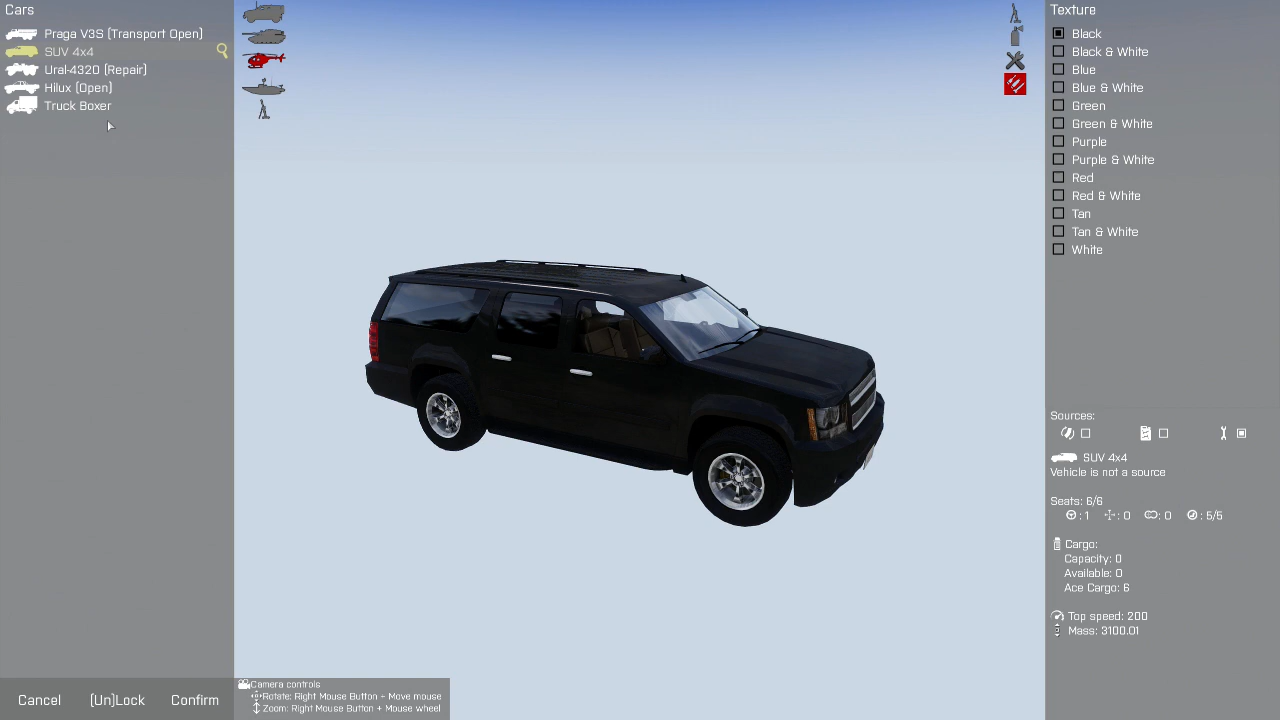 Cars
Praga V3S (Transport Open)
SUV 4x4
Ural-4320 (Repair)
Hilux (Open)
Truck Boxer
Cancel
(Un)Lock
Confirm
Camera controls
Rotate: Right Mouse Button + Move mouse
Zoom: Right Mouse Button + Mouse wheel
Texture
Black
Black & White
Blue
Blue & White
Green
Green & White
Purple
Purple & White
Red
Red & White
Tan
Tan & White
White
Sources:
SUV 4x4
Vehicle is not a source
Seats: 6/6
: 1 : 0 : 0 : 5/5
Cargo:
Capacity: 0
Available: 0
Ace Cargo: 6
Top speed: 200
Mass: 3100.01